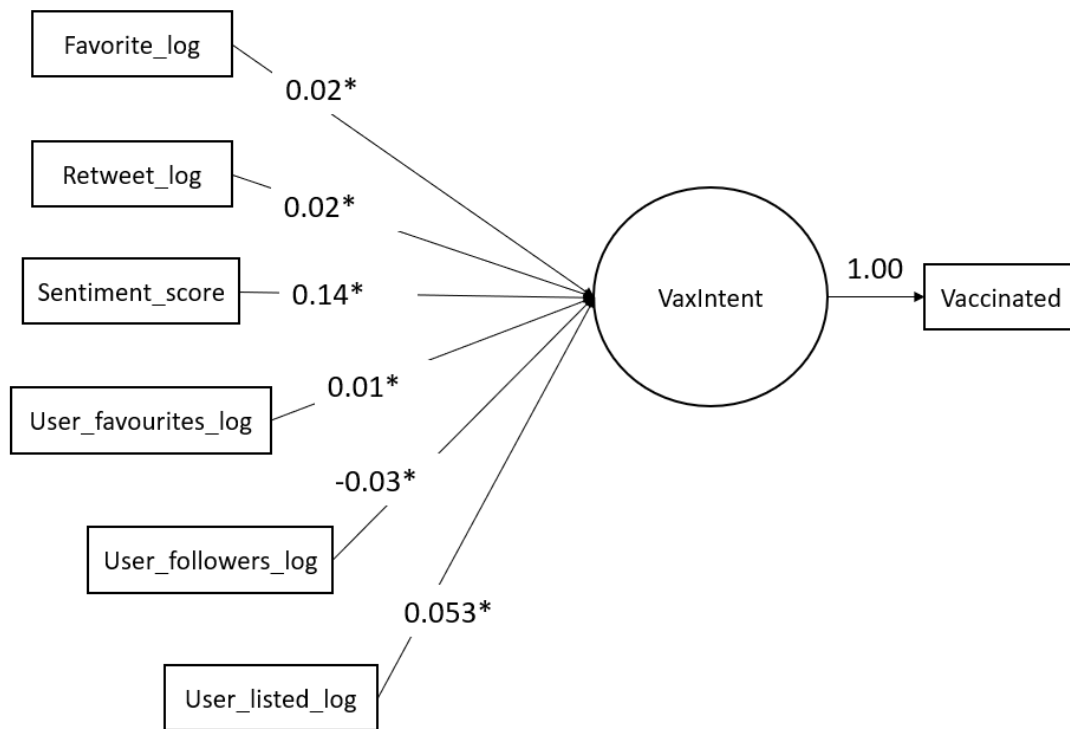 Favorite_log
0.02*
Retweet_log
0.02*
Sentiment_score
0.14*
VaxIntent
1.00
Vaccinated
User_favourites_log
0.01*
-0.03*
User_followers_log
0.053*
User_listed_log